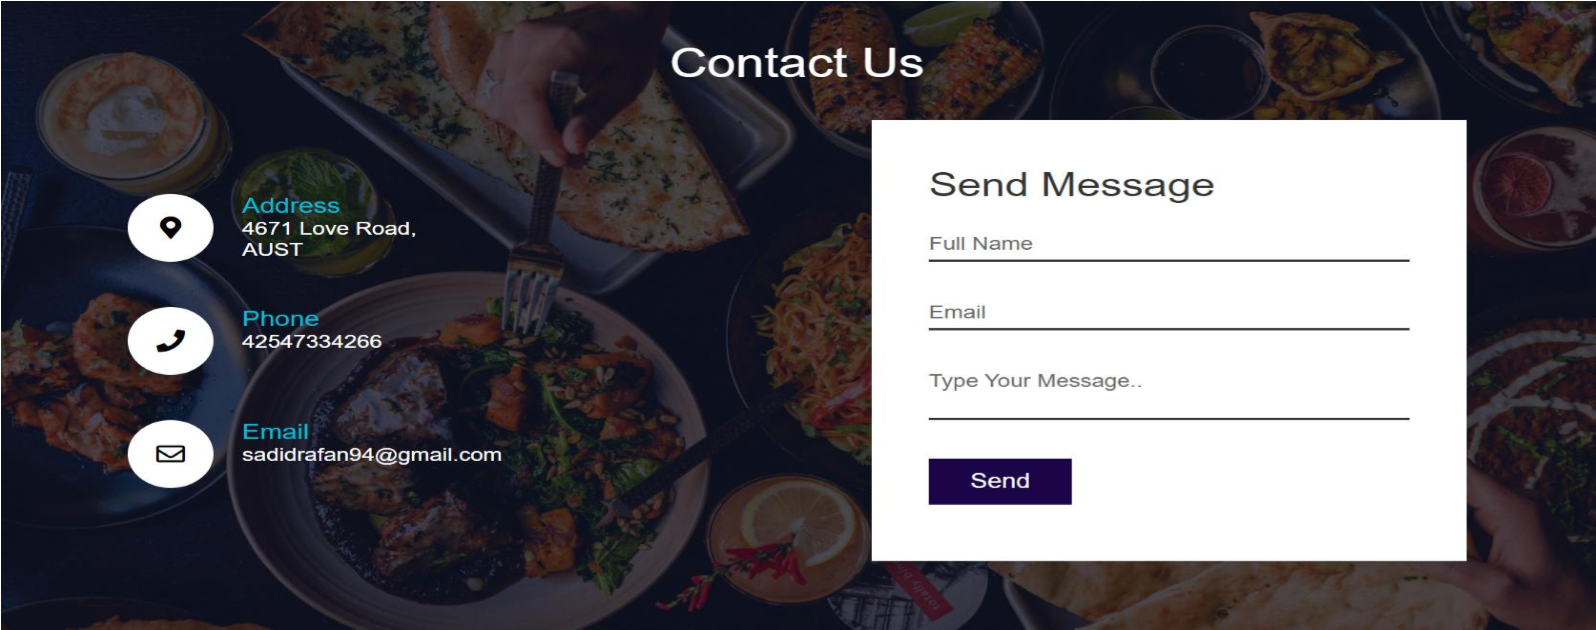 Contact Us
Address
4671 Love Road,
AUST
Phone
42547334266
Email
sadidrafan94@gmail.com
Send Message
Full Name
Email
Type Your Message..
Send